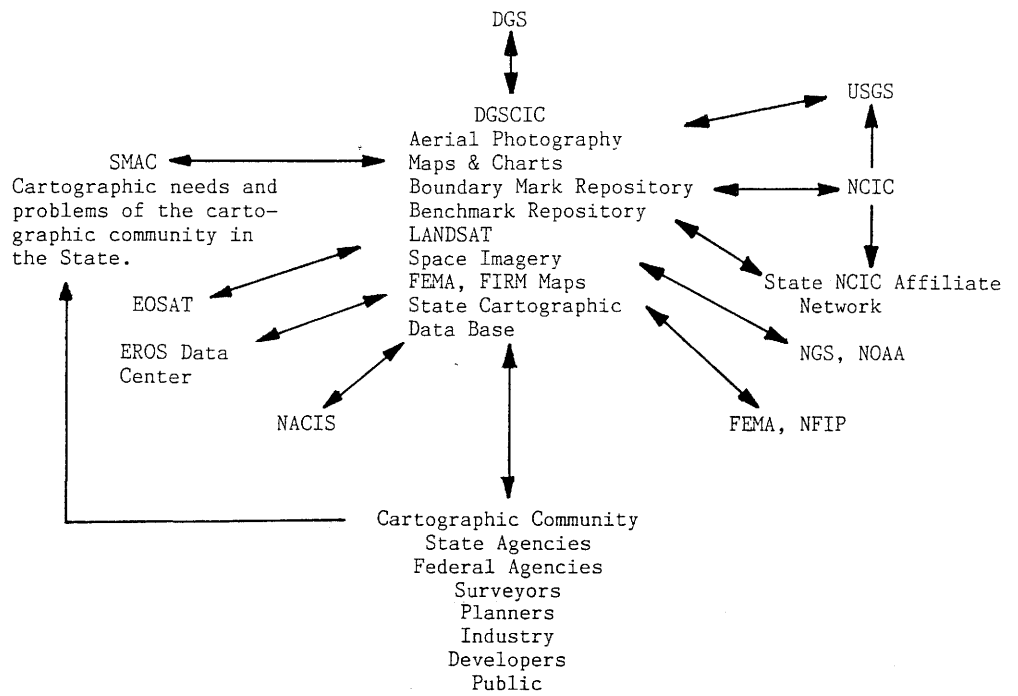 DGS
DGSCIC
Aerial Photography
Maps & Charts
Boundary Mark Repository
Benchmark Repository
LANDSAT
Space Imagery
FEMA, FIRM Maps
State Cartographic
Data Base
USGS
NCIC
State NCIC Affiliate
Network
NGS, NOAA
FEMA, NFIP
SMAC
Cartographic needs and
problems of the carto-
graphic community in
the State.
EOSAT
EROS Data
Center
NACIS
Cartographic Community
State Agencies
Federal Agencies
Surveyors
Planners
Industry
Developers
Public